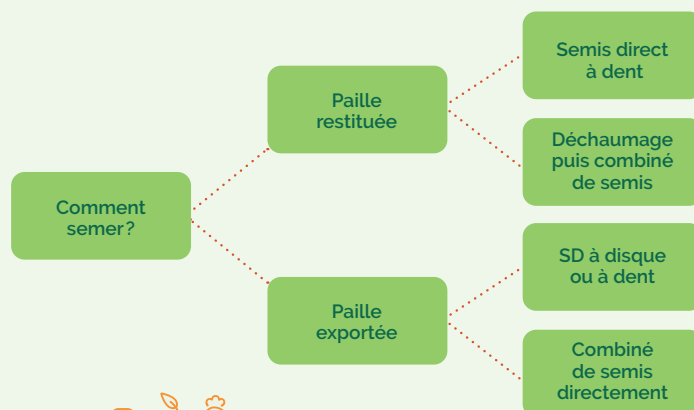 Comment
semer ?
Paille
restituée
Semis direct
à dent
Déchaumage
puis combiné
de semis
Paille
exportée
SD à disque
ou à dent
Combiné
de semis
directement